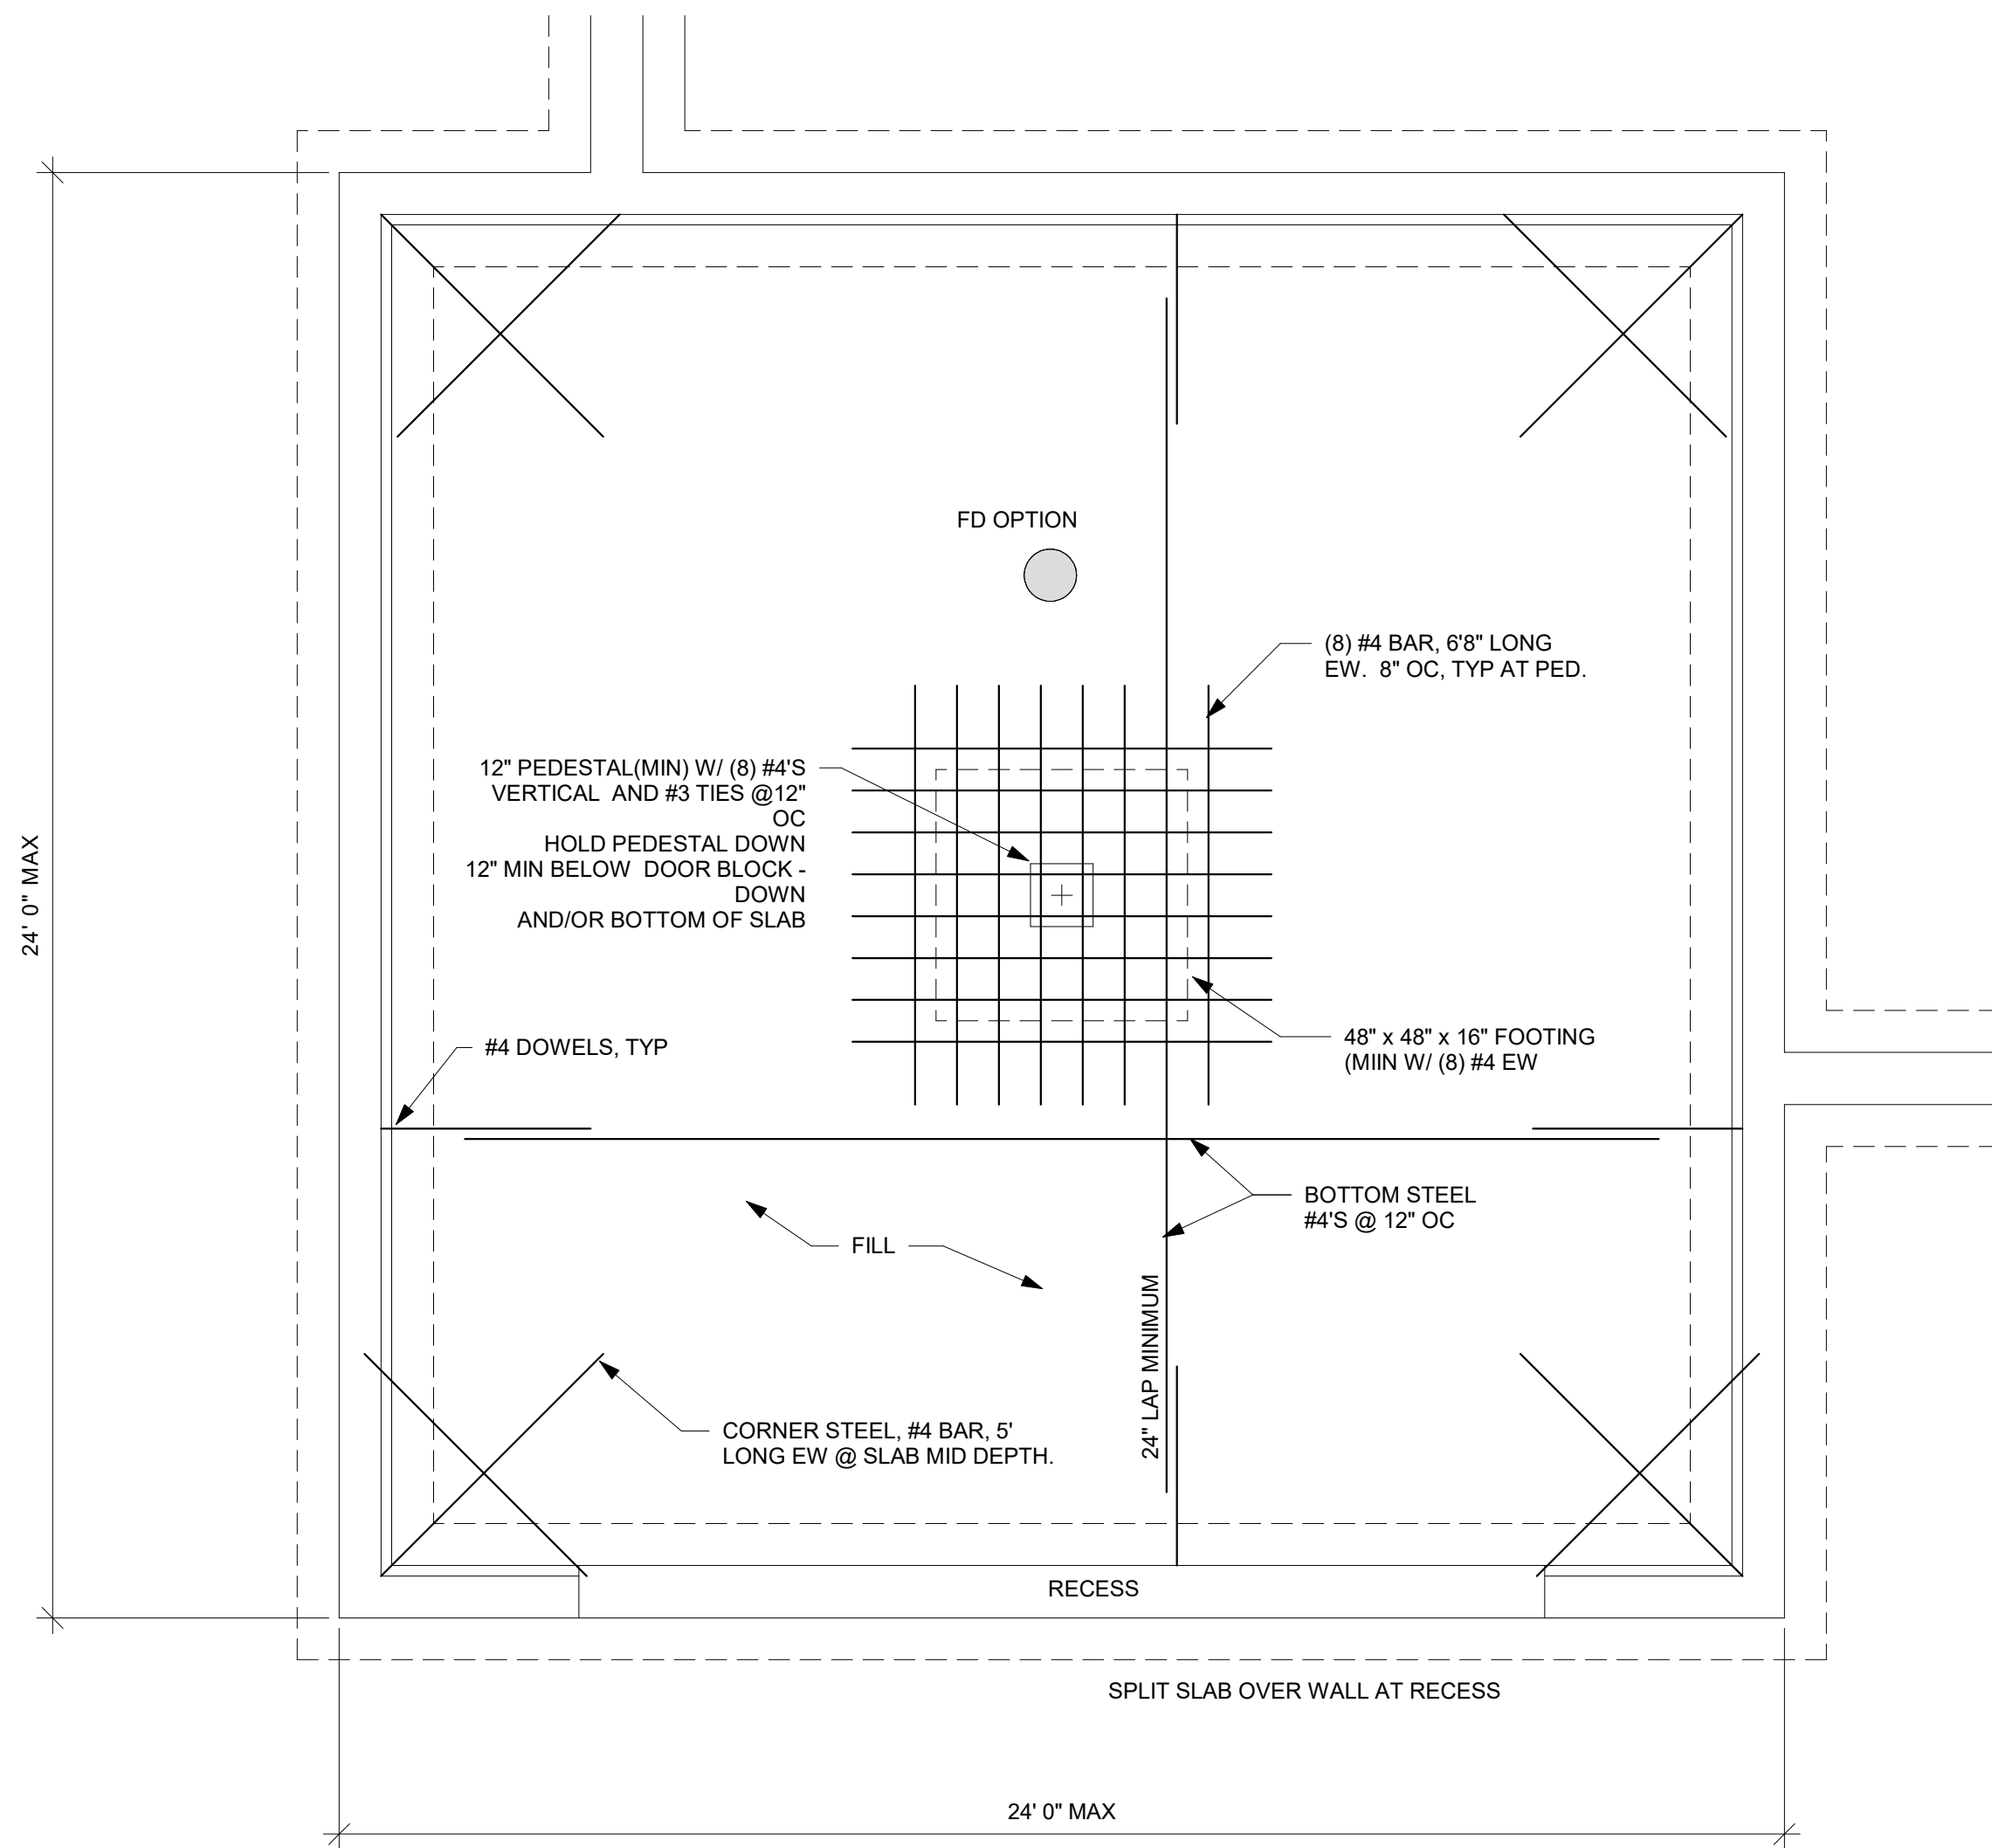 FD OPTION
(8) #4 BAR, 6'8" LONG
EW.  8" OC, TYP AT PED.
12" PEDESTAL(MIN) W/ (8) #4'S
VERTICAL  AND #3 TIES @12"
OC
HOLD PEDESTAL DOWN
12" MIN BELOW  DOOR BLOCK -
DOWN
AND/OR BOTTOM OF SLAB
24' 0" MAX
#4 DOWELS, TYP
48" x 48" x 16" FOOTING
(MIIN W/ (8) #4 EW
BOTTOM STEEL
#4'S @ 12" OC
FILL
24" LAP MINIMUM
CORNER STEEL, #4 BAR, 5'
LONG EW @ SLAB MID DEPTH.
RECESS
SPLIT SLAB OVER WALL AT RECESS
24' 0" MAX